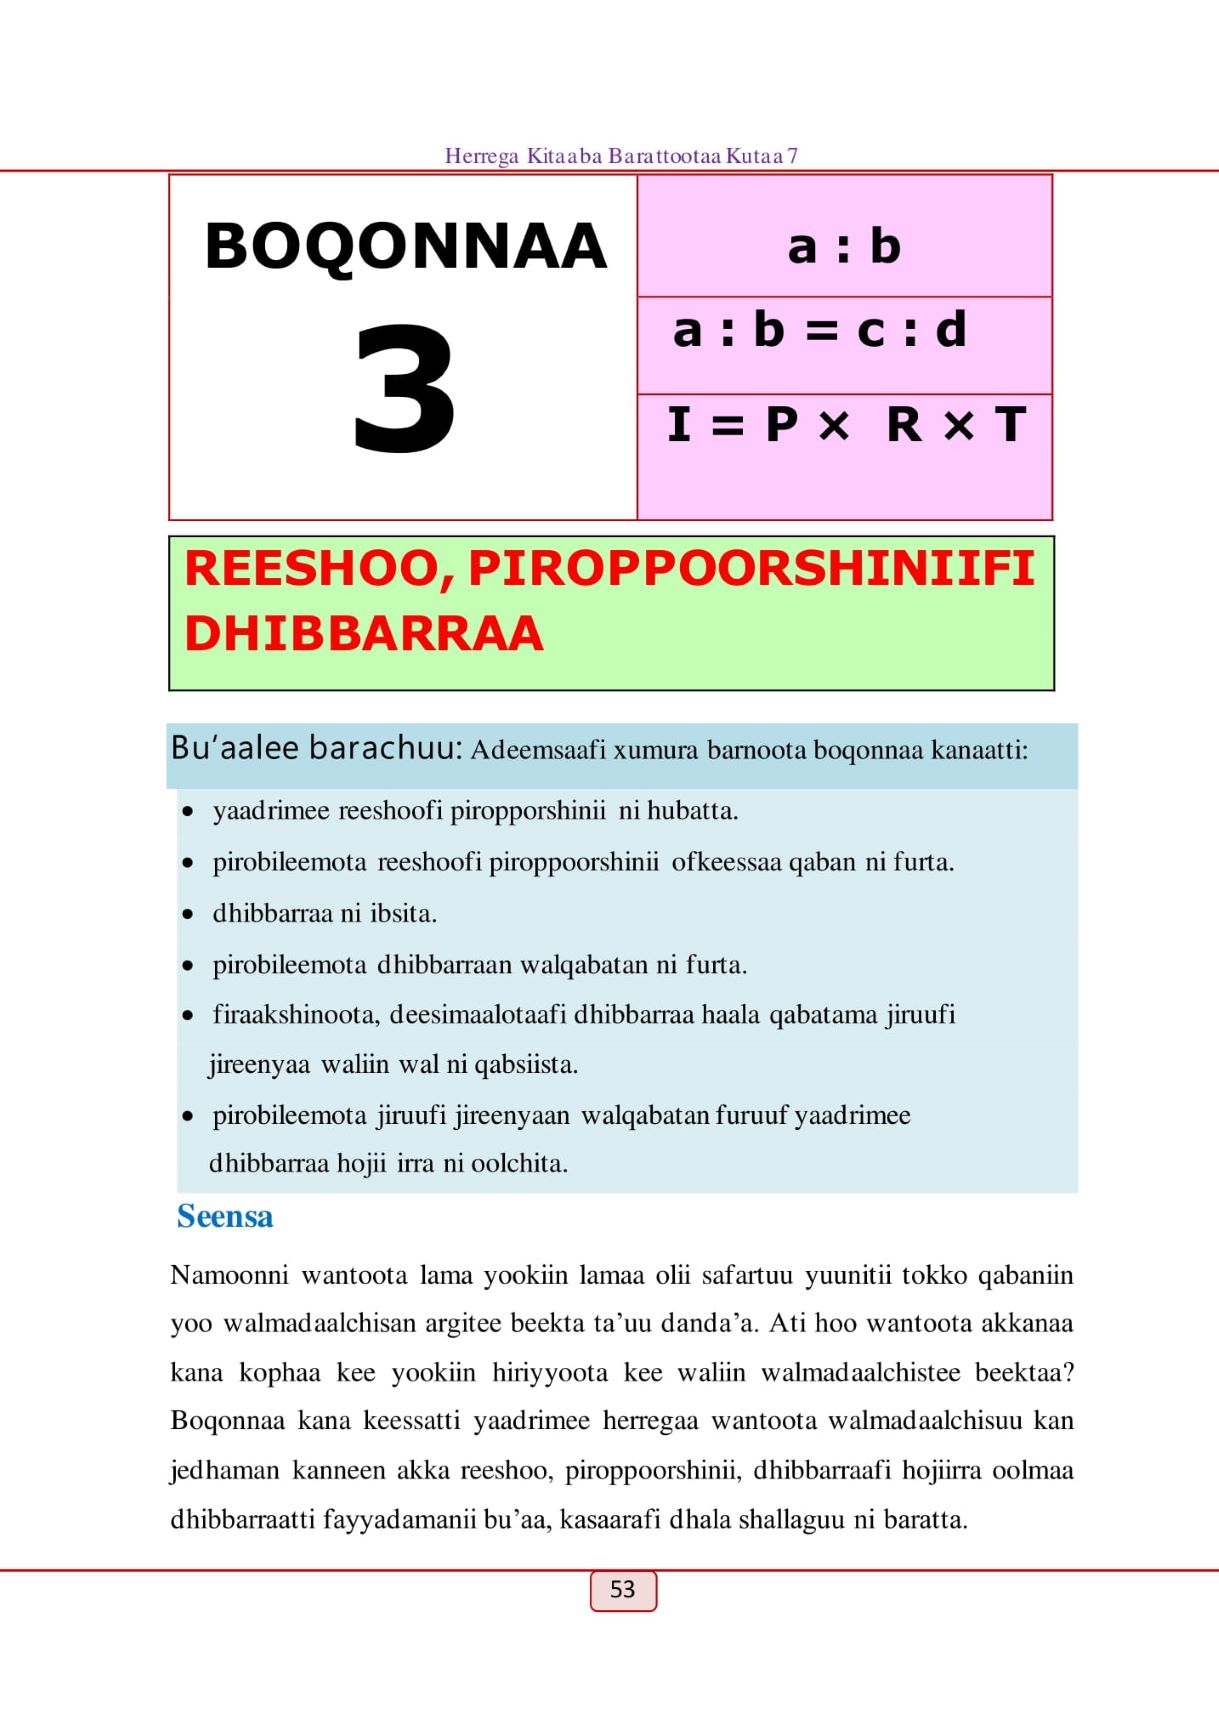 Herrega Kitaaba Barattootaa Kutaa 7
BOQONNAA
3
a : b
a : b = c : d
I = P × R × T
REESHOO, PIROPPOORSHINIIFI
DHIBBARRAA
Bu’aalee barachuu: Adeemsaafi xumura barnoota boqonnaa kanaatti:
• yaadrimee reeshoofi piropporshinii ni hubatta.
• pirobileemota reeshoofi piroppoorshinii ofkeessaa qaban ni furta.
• dhibbarraa ni ibsita.
• pirobileemota dhibbarraan walqabatan ni furta.
• firaakshinoota, deesimaalotaafi dhibbarraa haala qabatama jiruufi
jireenyaa waliin wal ni qabsiista.
• pirobileemota jiruufi jireenyaan walqabatan furuuf yaadrimee
dhibbarraa hojii irra ni oolchita.
Seensa
Namoonni wantoota lama yookiin lamaa olii safartuu yuunitii tokko qabaniin
yoo walmadaalchisan argitee beekta ta’uu danda’a. Ati hoo wantoota akkanaa
kana kophaa kee yookiin hiriyyoota kee waliin walmadaalchistee beektaa?
Boqonnaa kana keessatti yaadrimee herregaa wantoota walmadaalchisuu kan
jedhaman kanneen akka reeshoo, piroppoorshinii, dhibbarraafi hojiirra oolmaa
dhibbarraatti fayyadamanii bu’aa, kasaarafi dhala shallaguu ni baratta.
53